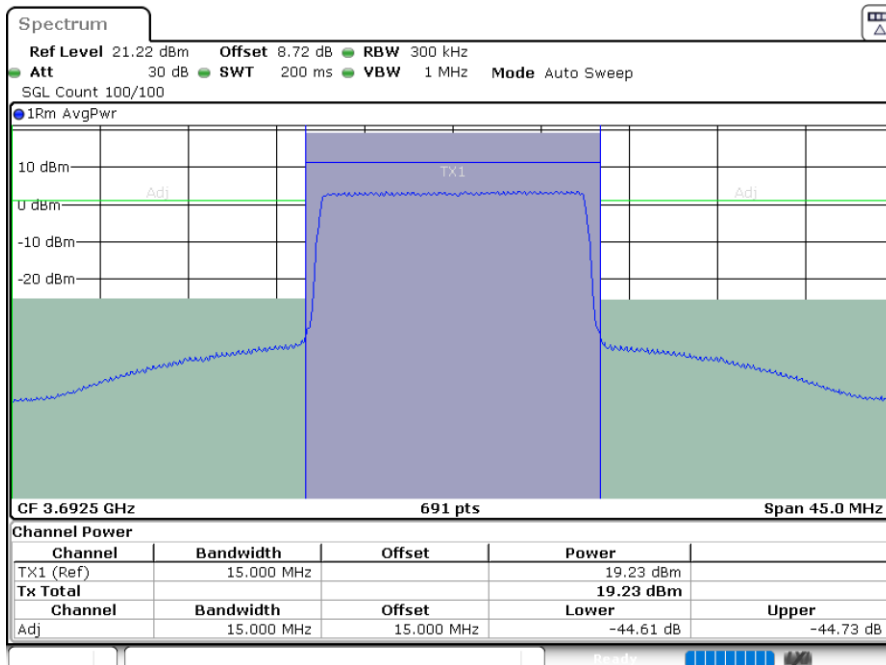 Spectrum
Ref Level 21.22 dBm Offset 8.72 dB RBW 300 kHz
Att 30 dB SWT 200 ms VBW 1 MHz Mode Auto Sweep
SGL Count 100/100
1Rm AvgPwr
10 dBm
TX1
Adj Adj
0 dBm
-10 dBm
-20 dBm
CF 3.6925 GHz 691 pts Span 45.0 MHz
Channel Power
Channel Bandwidth Offset Power
TX1 (Ref) 15.000 MHz 19.23 dBm
Tx Total 19.23 dBm
Channel Bandwidth Offset Lower Upper
Adj 15.000 MHz 15.000 MHz -44.61 dB -44.73 dB
Ready